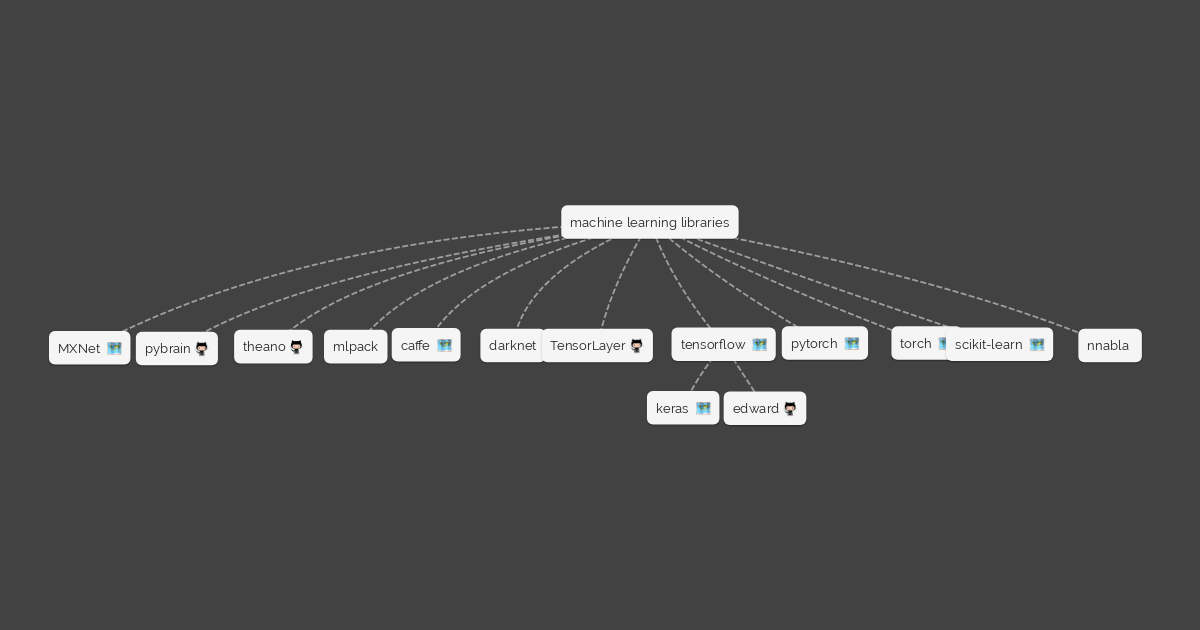 machine learning libraries
MXNet
pybrain
theano
mlpack
caffe
darknet
TensorLayer
tensorflow
pytorch
torch
scikit-learn
nnabla
keras
edward